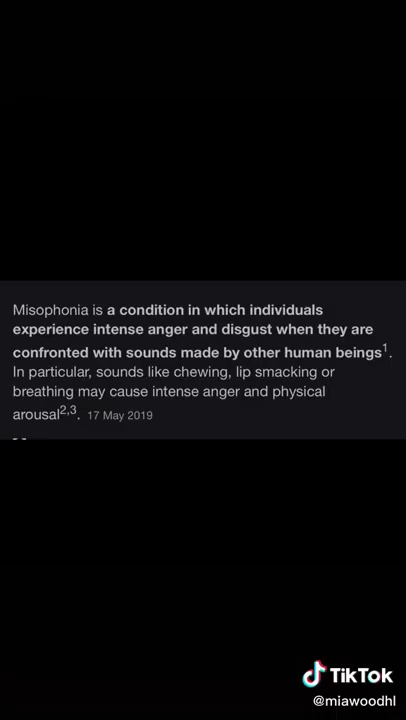 Misophonia is a condition in which individuals
experience intense anger and disgust when they are
confronted with sounds made by other human beings1.
In particular, sounds like chewing, lip smacking or
breathing may cause intense anger and physical
arousal2,3. 17 May 2019
TikTok
@miawoodhl